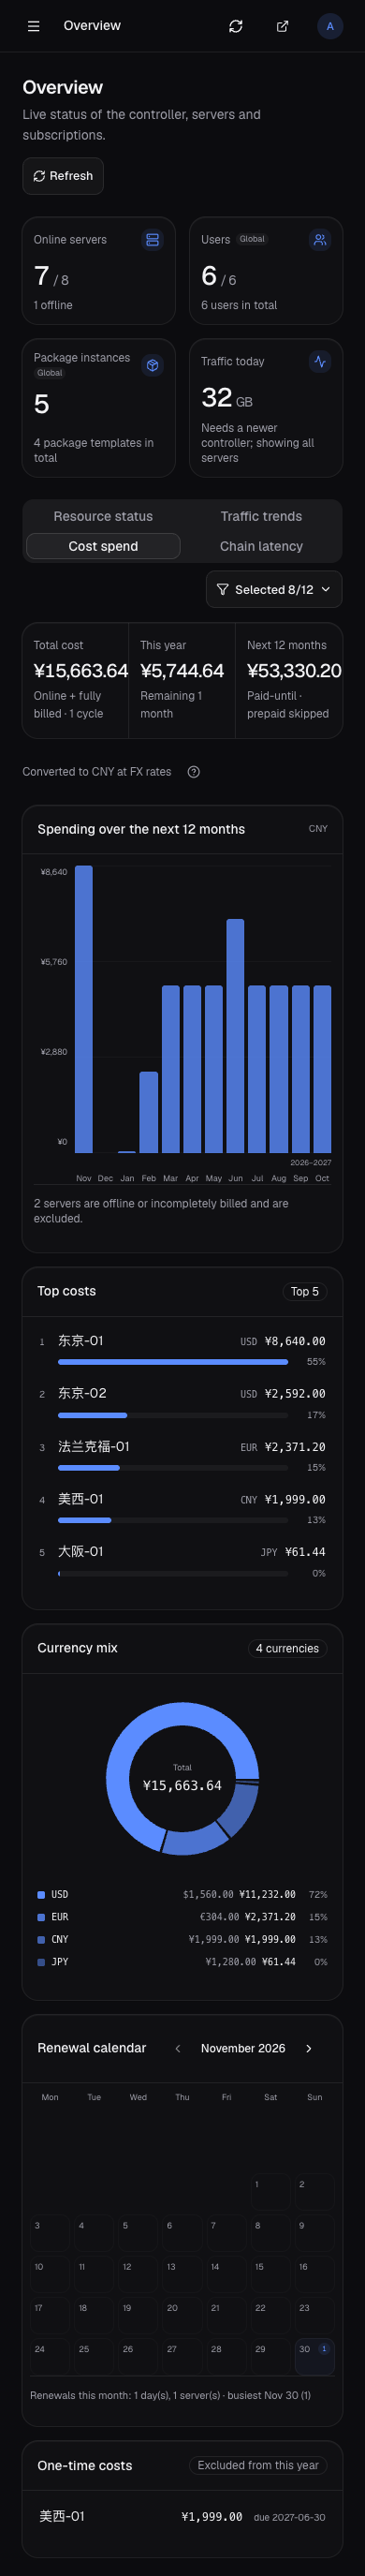 Overview
A
Overview
Live status of the controller, servers and
subscriptions.
Refresh
Online servers
7 / 8
1 offline
Users Global
6 / 6
6 users in total
Package instances
Global
5
4 package templates in
total
Traffic today
32 GB
Needs a newer
controller; showing all
servers
Resource status
Traffic trends
Cost spend
Chain latency
Selected 8/12
Total cost
¥15,663.64
Online + fully
billed · 1 cycle
This year
¥5,744.64
Remaining 1
month
Next 12 months
¥53,330.20
Paid-until ·
prepaid skipped
Converted to CNY at FX rates
Spending over the next 12 months
CNY
¥8,640
¥5,760
¥2,880
¥0
2026–2027
Nov Dec Jan Feb Mar Apr May Jun Jul Aug Sep Oct
2 servers are offline or incompletely billed and are
excluded.
Top costs
Top 5
1 东京-01 USD ¥8,640.00
55%
2 东京-02 USD ¥2,592.00
17%
3 法兰克福-01 EUR ¥2,371.20
15%
4 美西-01 CNY ¥1,999.00
13%
5 大阪-01 JPY ¥61.44
0%
Currency mix
4 currencies
Total
¥15,663.64
USD $1,560.00 ¥11,232.00 72%
EUR €304.00 ¥2,371.20 15%
CNY ¥1,999.00 ¥1,999.00 13%
JPY ¥1,280.00 ¥61.44 0%
Renewal calendar
November 2026
Mon Tue Wed Thu Fri Sat Sun
1 2
3 4 5 6 7 8 9
10 11 12 13 14 15 16
17 18 19 20 21 22 23
24 25 26 27 28 29 30 1
Renewals this month: 1 day(s), 1 server(s) · busiest Nov 30 (1)
One-time costs
Excluded from this year
美西-01 ¥1,999.00 due 2027-06-30